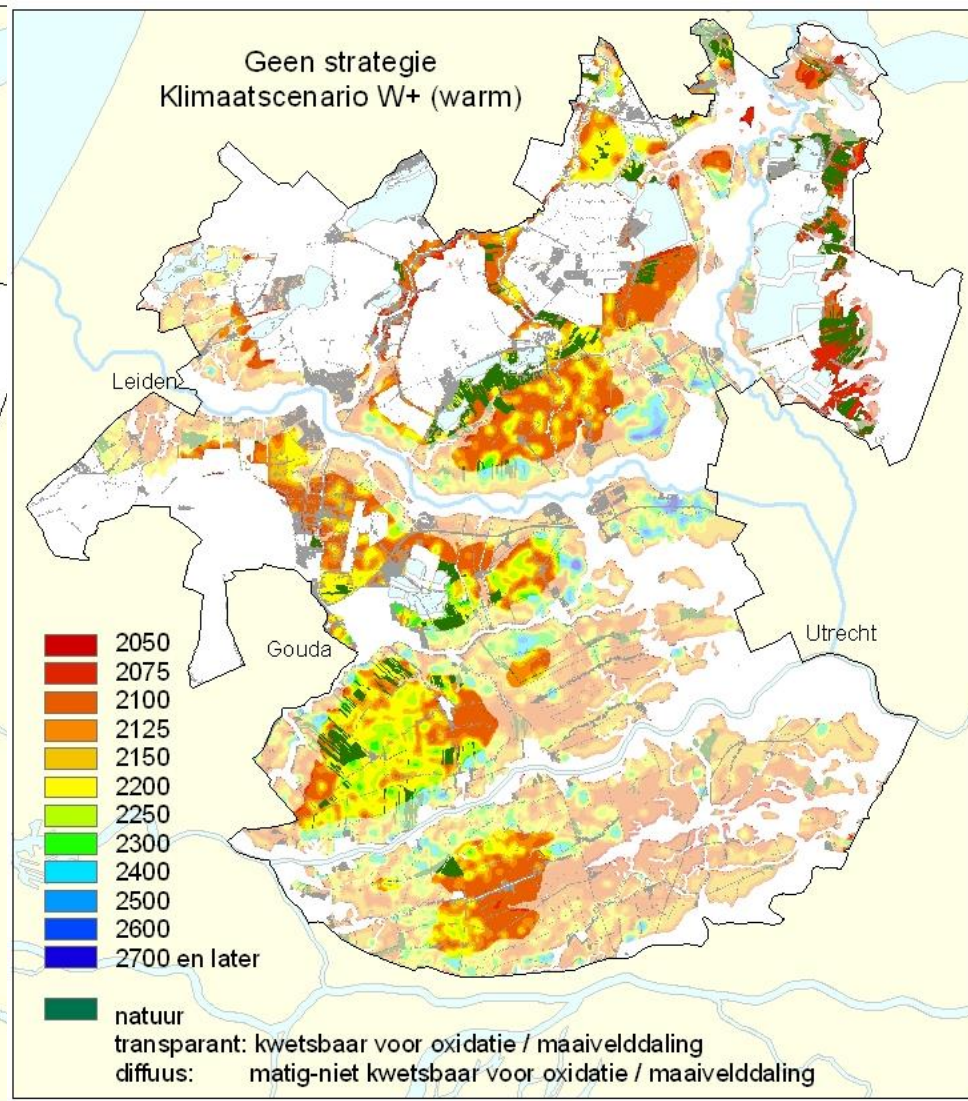 Geen strategie
Klimaatscenario W+ (warm)
Leiden
Gouda
Utrecht
2050
2075
2100
2125
2150
2200
2250
2300
2400
2500
2600
2700 en later
natuur
transparant: kwetsbaar voor oxidatie / maaivelddaling
diffuus: matig-niet kwetsbaar voor oxidatie / maaivelddaling